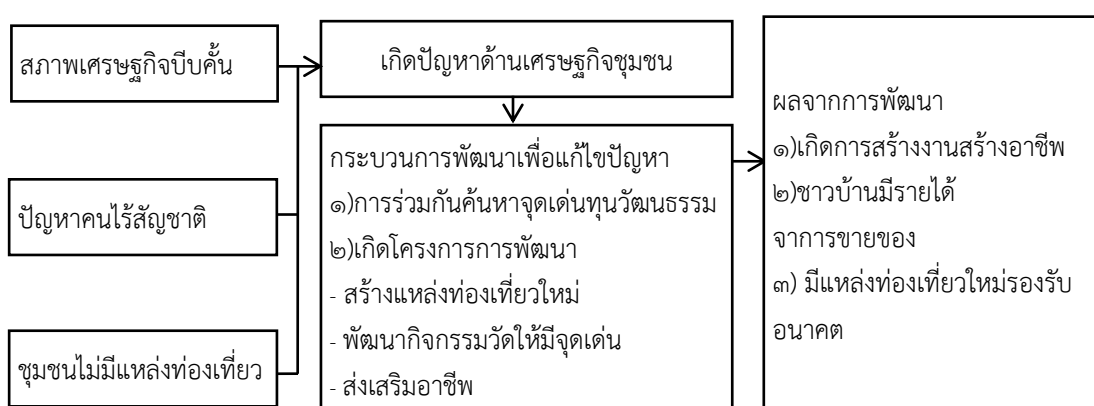 สภาพเศรษฐกิจบีบคั้น
ปัญหาคนไร้สัญชาติ
ชุมชนไม่มีแหล่งท่องเที่ยว
เกิดปัญหาด้านเศรษฐกิจชุมชน
กระบวนการพัฒนาเพื่อแก้ไขปัญหา
๑)การร่วมกันค้นหาจุดเด่นทุนวัฒนธรรม
๒)เกิดโครงการการพัฒนา
- สร้างแหล่งท่องเที่ยวใหม่
- พัฒนากิจกรรมวัดให้มีจุดเด่น
- ส่งเสริมอาชีพ
ผลจากการพัฒนา
๑)เกิดการสร้างงานสร้างอาชีพ
๒)ชาวบ้านมีรายได้
จาการขายของ
๓) มีแหล่งท่องเที่ยวใหม่รองรับ
อนาคต